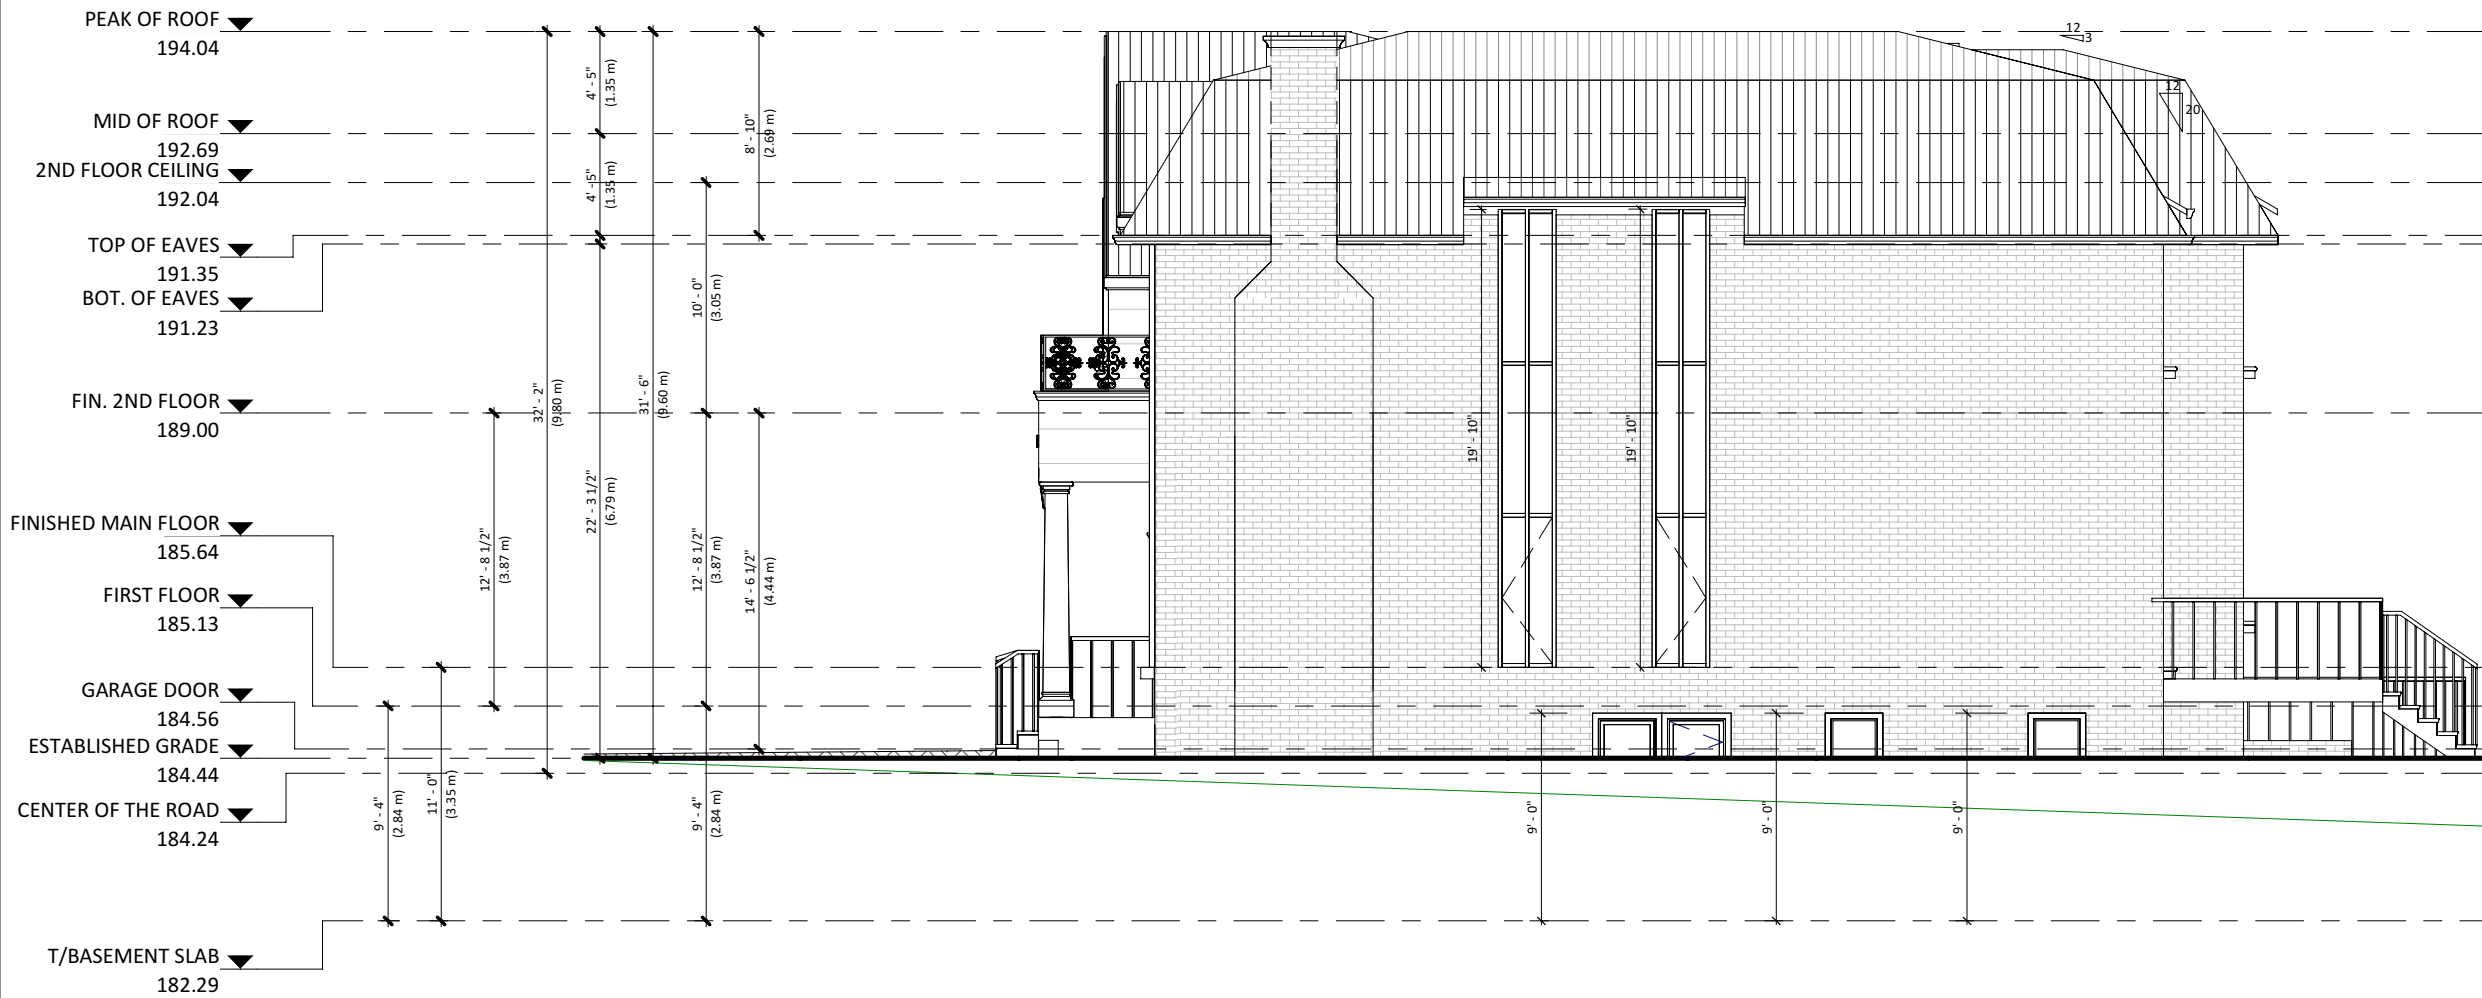 PEAK OF ROOF
194.04
MID OF ROOF
192.69
2ND FLOOR CEILING
192.04
TOP OF EAVES
191.35
BOT. OF EAVES
191.23
FIN. 2ND FLOOR
189.00
FINISHED MAIN FLOOR
185.64
FIRST FLOOR
185.13
GARAGE DOOR
184.56
ESTABLISHED GRADE
184.44
CENTER OF THE ROAD
184.24
T/BASEMENT SLAB
182.29
9' - 4"
(2.84 m)
11' - 0"
(3.35 m)
12' - 8 1/2"
(3.87 m)
32' - 2"
(9.80 m)
4' - 5"
(1.35 m)
4' - 5"
(1.35 m)
22' - 3 1/2"
(6.79 m)
31' - 6"
(9.60 m)
10' - 0"
(3.05 m)
12' - 8 1/2"
(3.87 m)
9' - 4"
(2.84 m)
8' - 10"
(2.69 m)
14' - 6 1/2"
(4.44 m)
19' - 10"
19' - 10"
9' - 0"
9' - 0"
9' - 0"
12
3
12
20